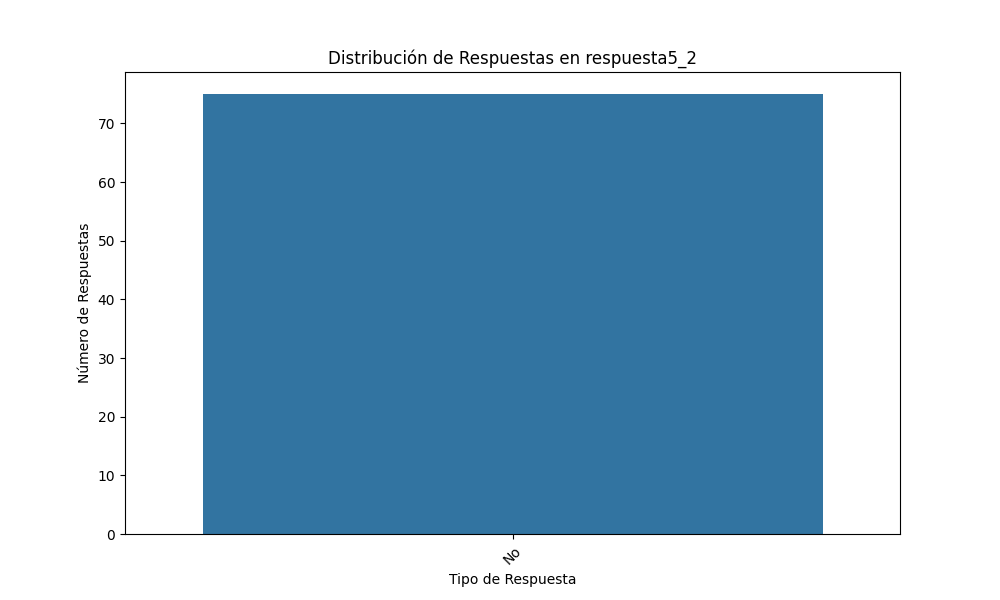 Distribución de Respuestas en respuesta5_2
Número de Respuestas
70
60
50
40
30
20
10
0
No
Tipo de Respuesta